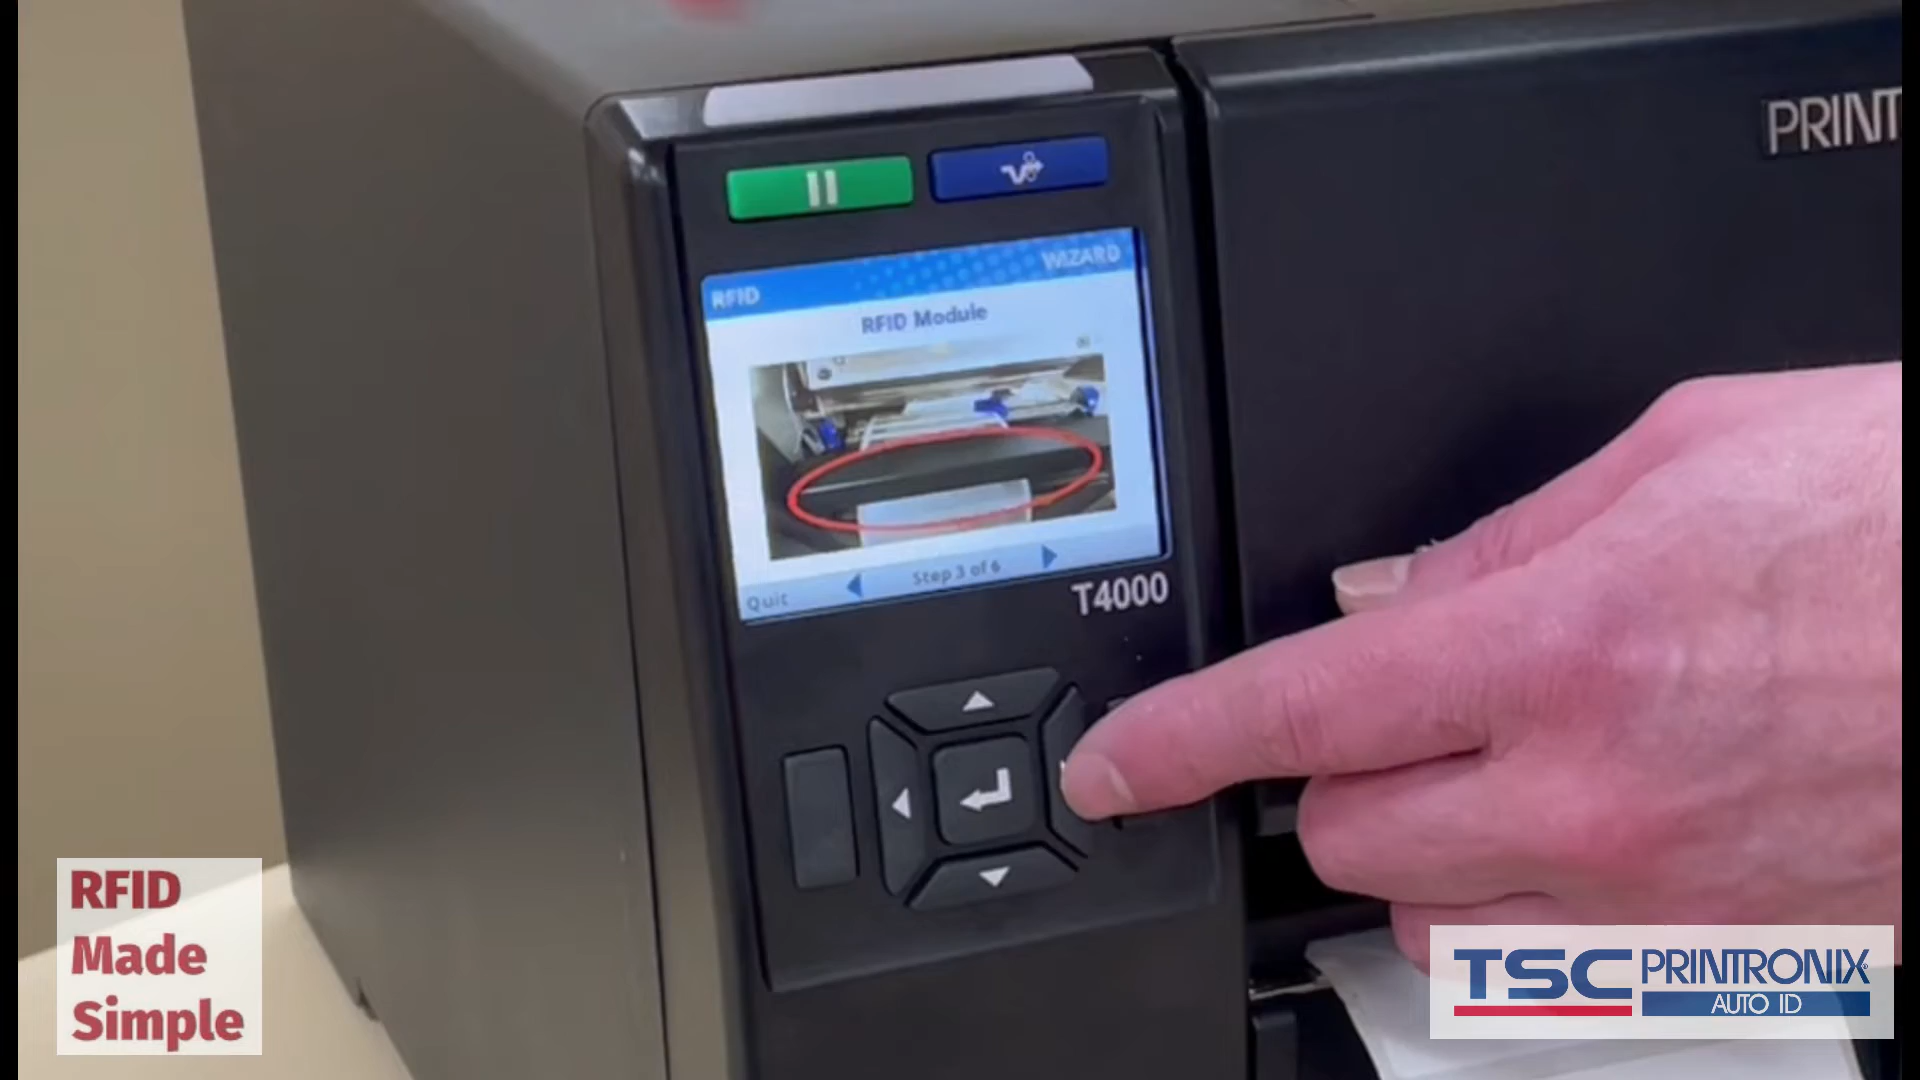 PRINT
RFID
WIZARD
RFID Module
Quit
Step 3 of 6
T4000
RFID
Made
Simple
TSC PRINTRONIX
AUTO ID